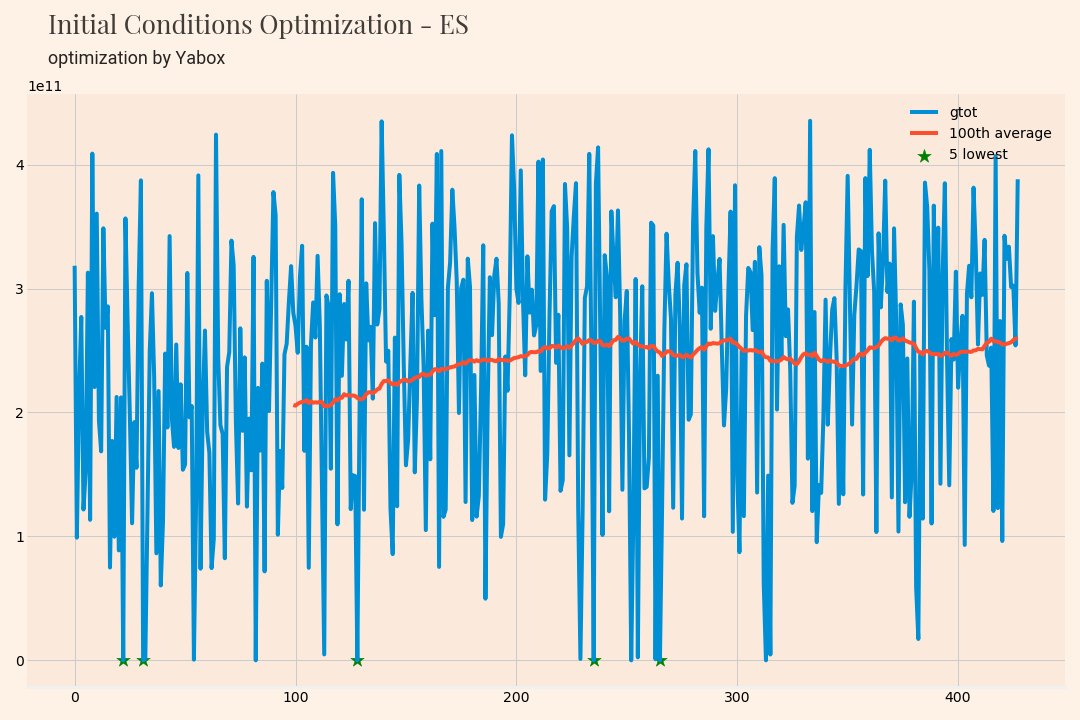 Initial Conditions Optimization - ES
optimization by Yabox
1e11
gtot
100th average
5 lowest
4
3
2
1
0
0 100 200 300 400